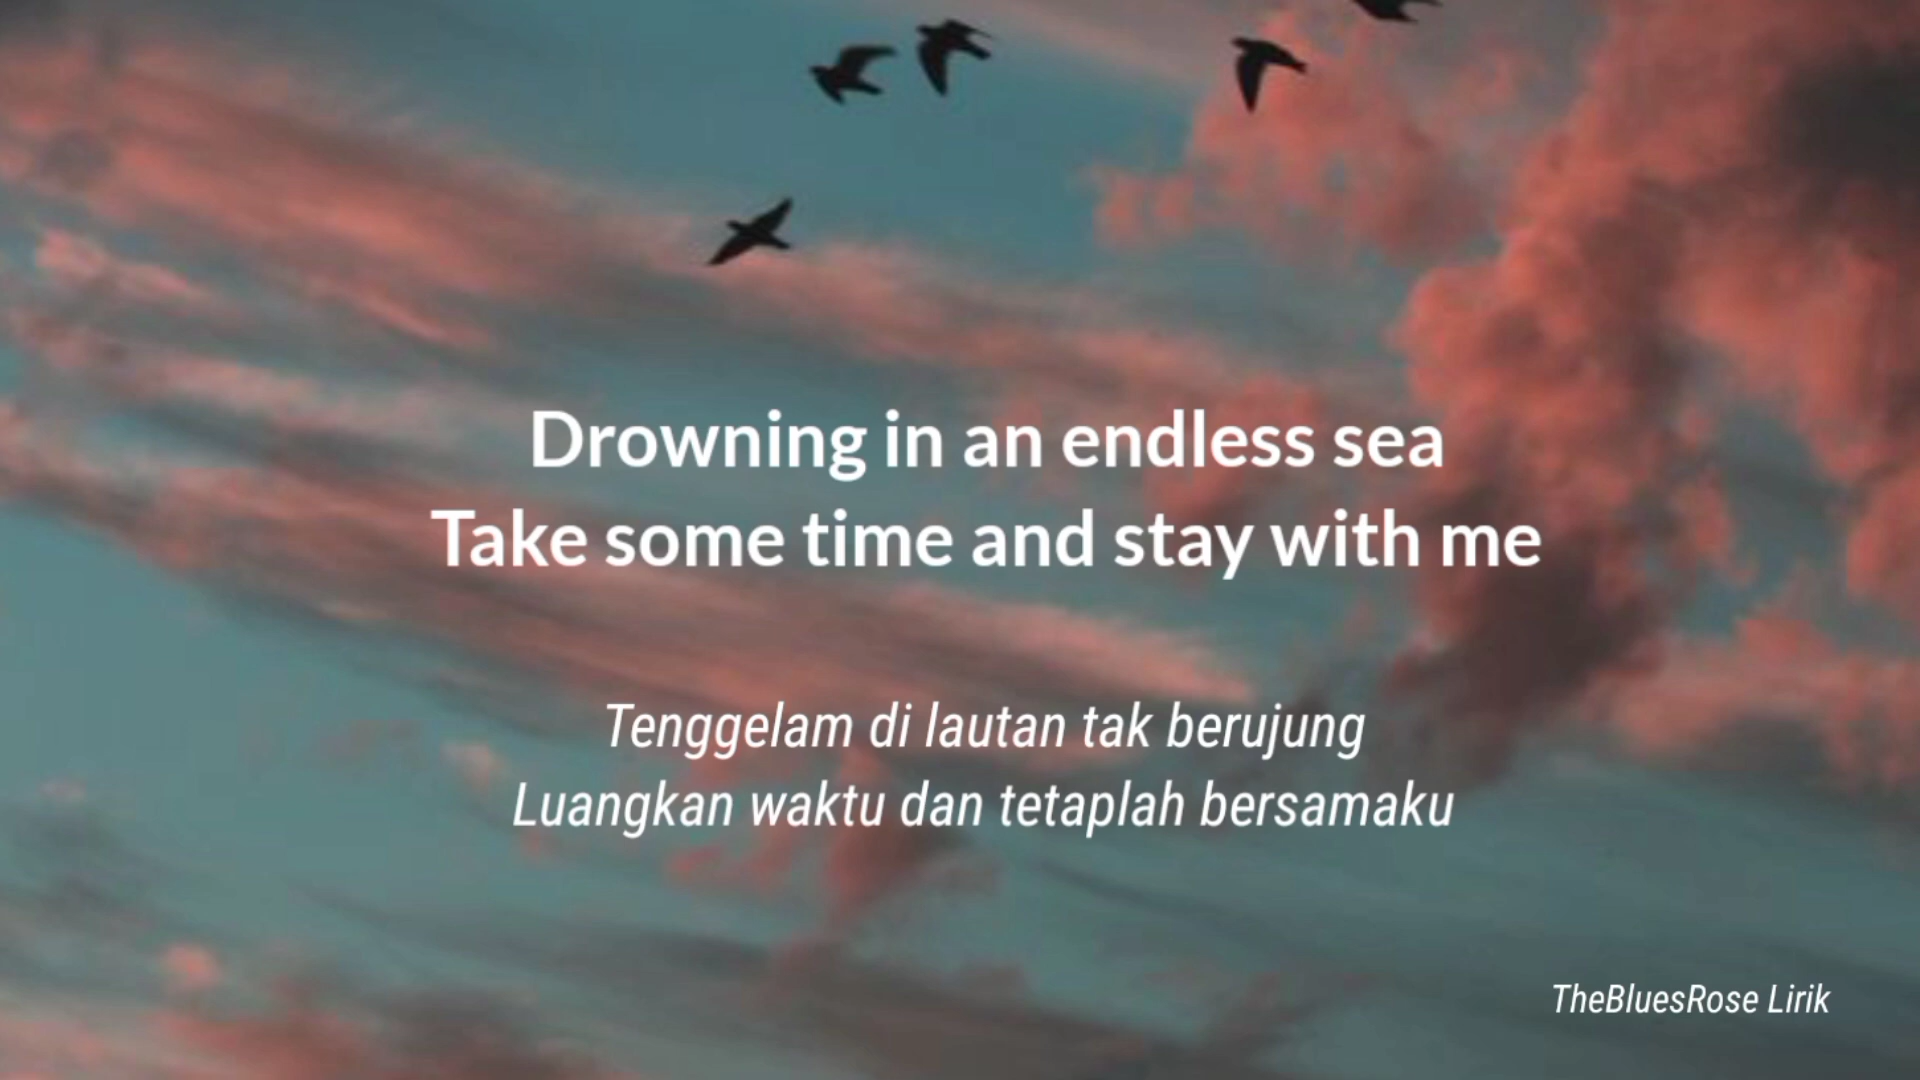 Drowning in an endless sea
Take some time and stay with me
Tenggelam di lautan tak berujung
Luangkan waktu dan tetaplah bersamaku
TheBluesRose Lirik